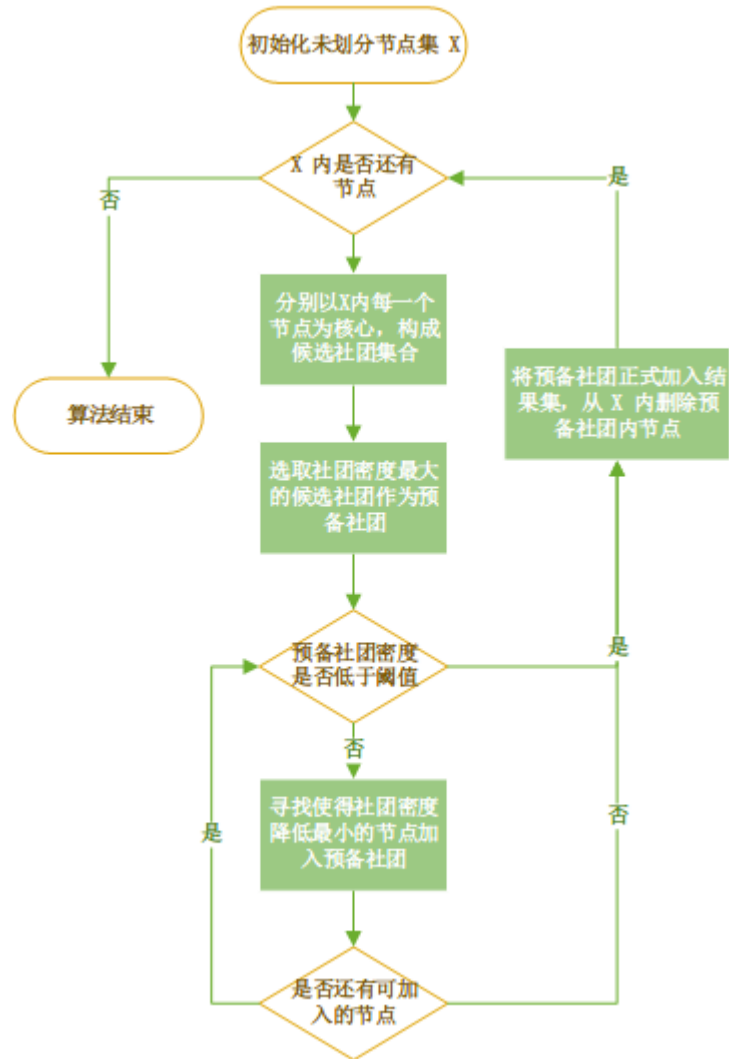 初始化未划分节点集 X
X 内是否还有
节点
否
是
分别以X内每一个
节点为核心，构成
候选社团集合
将预备社团正式加入结
果集，从 X 内删除预
备社团内节点
算法结束
选取社团密度最大
的候选社团作为预
备社团
预备社团密度
是否低于阈值
是
否
寻找使得社团密度
降低最小的节点加
入预备社团
是
否
是否还有可加
入的节点